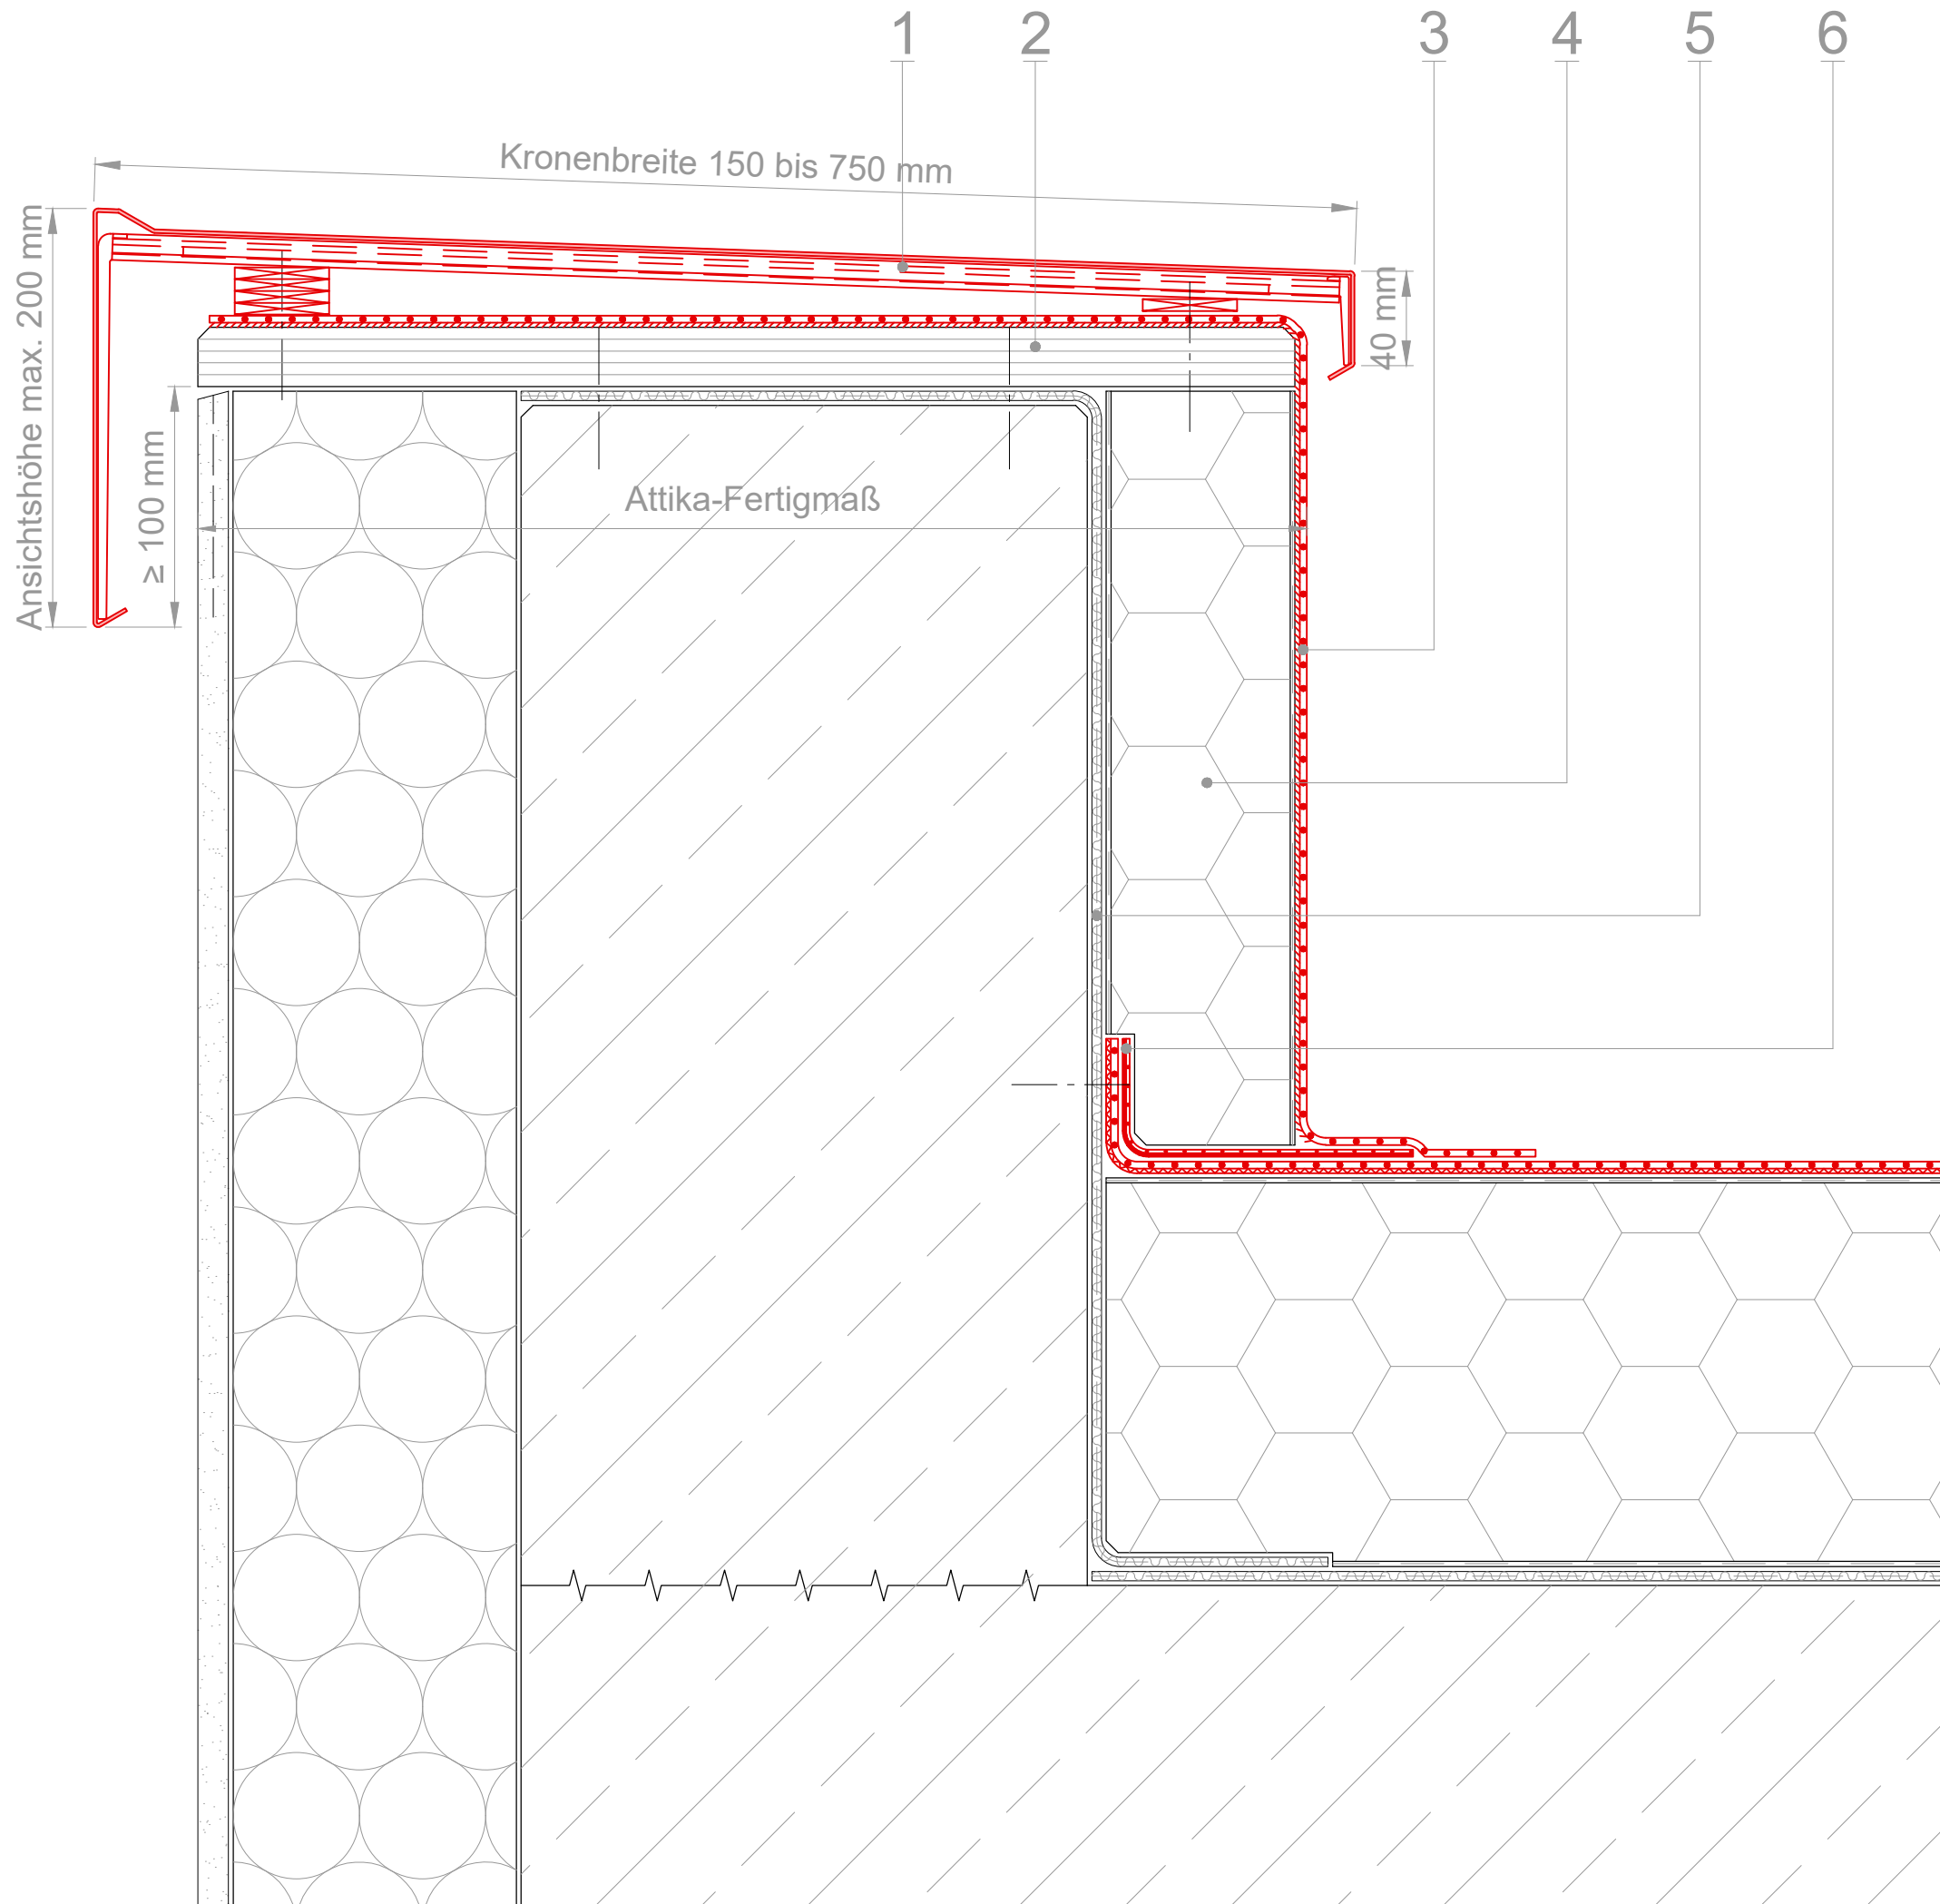 1 2 3 4 5 6
Kronenbreite 150 bis 750 mm
Ansichtshöhe max. 200 mm
40 mm
≥ 100 mm
Attika-Fertigmaß